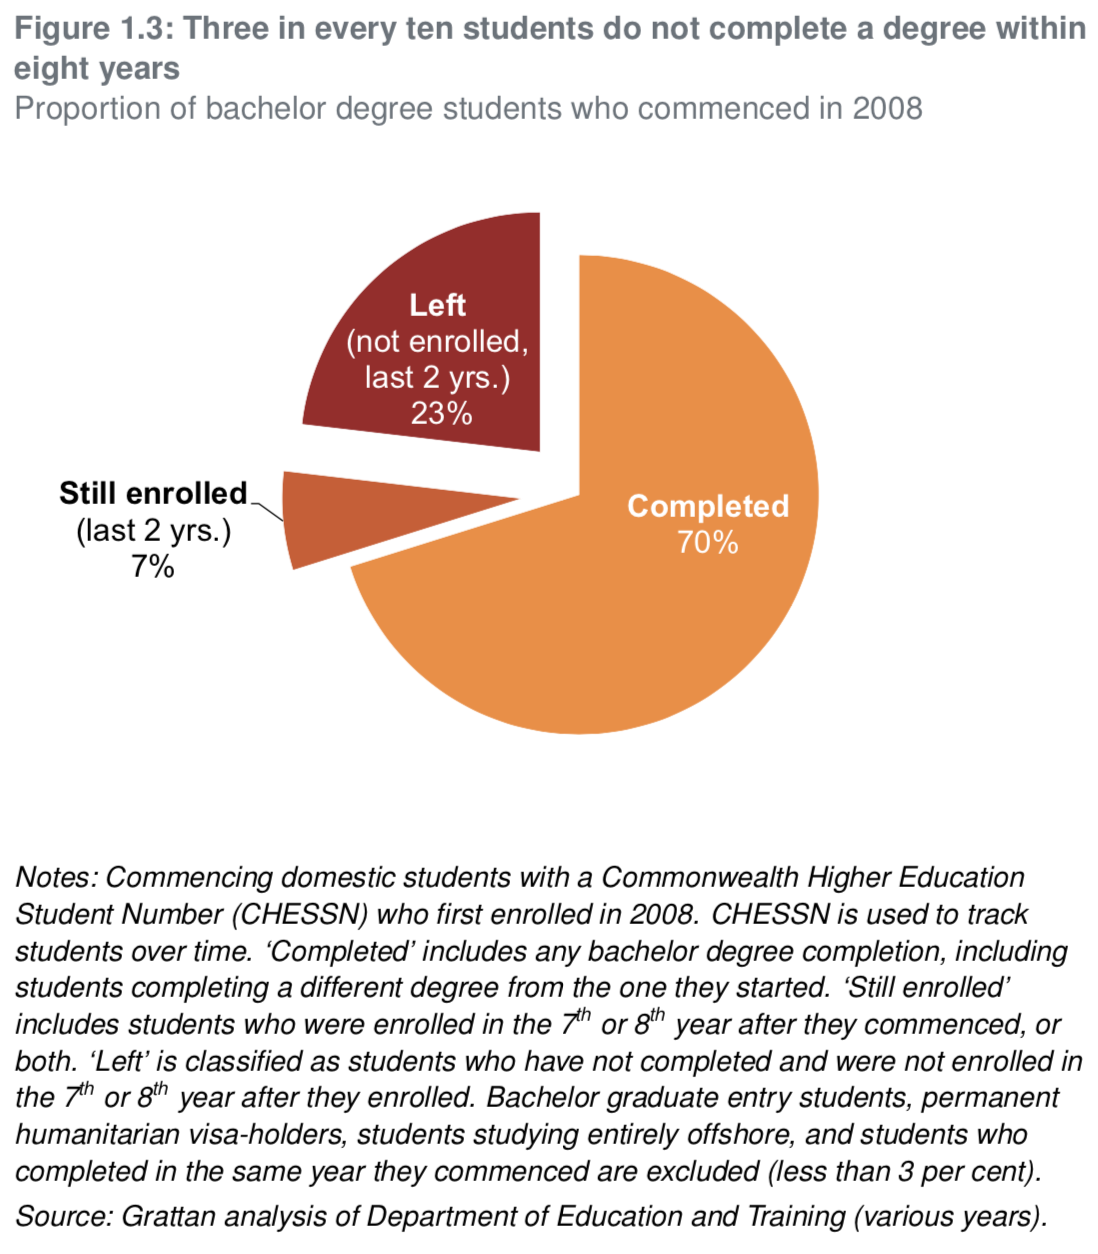 Figure 1.3: Three in every ten students do not complete a degree within
eight years
Proportion of bachelor degree students who commenced in 2008
Left
(not enrolled,
last 2 yrs.)
23%
Still enrolled
(last 2 yrs.)
7%
Completed
70%
Notes: Commencing domestic students with a Commonwealth Higher Education
Student Number (CHESSN) who first enrolled in 2008. CHESSN is used to track
students over time. ‘Completed’ includes any bachelor degree completion, including
students completing a different degree from the one they started. ‘Still enrolled’
includes students who were enrolled in the 7th or 8th year after they commenced, or
both. ‘Left’ is classified as students who have not completed and were not enrolled in
the 7th or 8th year after they enrolled. Bachelor graduate entry students, permanent
humanitarian visa-holders, students studying entirely offshore, and students who
completed in the same year they commenced are excluded (less than 3 per cent).
Source: Grattan analysis of Department of Education and Training (various years).